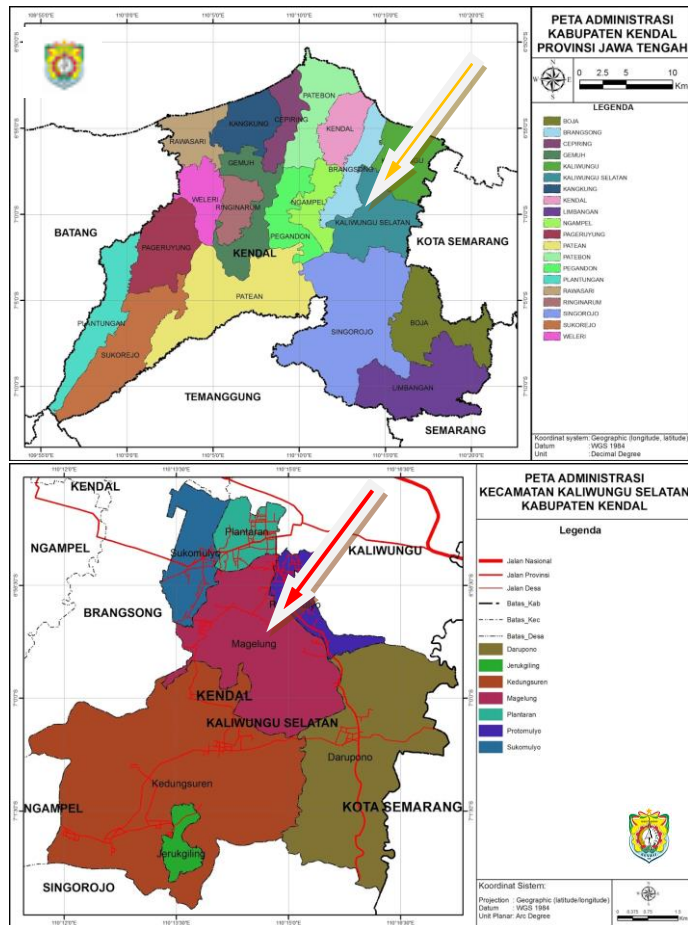 PETA ADMINISTRASI
KABUPATEN KENDAL
PROVINSI JAWA TENGAH
0 2.5 5 10
Km
LEGENDA
BOJA
BRANGSONG
CEPIRING
GEMUH
KALIWUNGU
KALIWUNGU SELATAN
KANGKUNG
KENDAL
LIMBANGAN
NGAMPEL
PAGERUYUNG
PATEAN
PATEBON
PEGANDON
PLANTUNGAN
RAWASARI
RINGINARUM
SINGOROJO
SUKOREJO
WELERI
Koordinat system: Geographic (longitude, latitude)
Datum : WGS 1984
Unit : Decimal Degree
PATEBON
CEPIRING
KANGKUNG
KENDAL
RAWASARI
GEMUH
BRANGSONG
WELERI
RINGINARUM
NGAMPEL
KALIWUNGU SELATAN
BATANG
PEGANDON
KOTA SEMARANG
PAGERUYUNG
KENDAL
PATEAN
PLANTUNGAN
SINGOROJO
BOJA
SUKOREJO
LIMBANGAN
TEMANGGUNG
SEMARANG
PETA ADMINISTRASI
KECAMATAN KALIWUNGU SELATAN
KABUPATEN KENDAL
Legenda
Jalan Nasional
Jalan Provinsi
Jalan Desa
Batas_Kab
Batas_Kec
Batas_Desa
Darupono
Jerukgiling
Kedungsuren
Magelung
Plantaran
Protomulyo
Sukomulyo
Koordinat Sistem:
Projection : Geographic (latitude/longitude)
Datum : WGS 1984
Unit Planar: Arc Degree
KENDAL
Plantaran
NGAMPEL
Sukomulyo
KALIWUNGU
BRANGSONG
Magelung
KENDAL
KALIWUNGU SELATAN
Darupono
Kedungsuren
NGAMPEL
KOTA SEMARANG
Jerukgiling
SINGOROJO